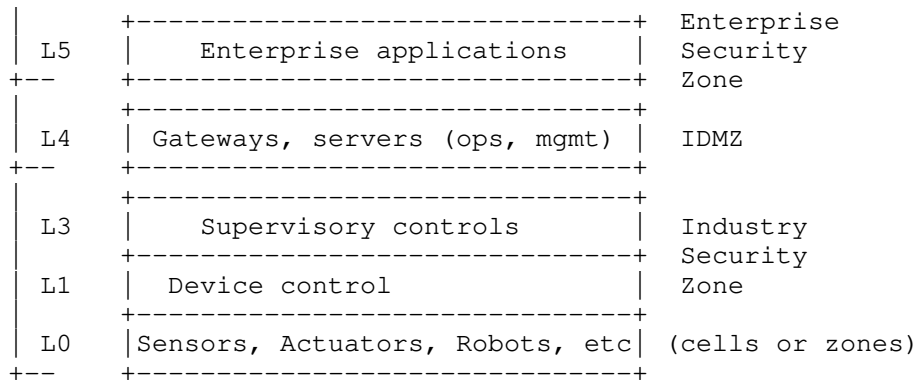 |       +-------------------------------+  Enterprise
|  L5   |    Enterprise applications    |  Security
+--     +-------------------------------+  Zone
|       +-------------------------------+
|  L4   | Gateways, servers (ops, mgmt) |  IDMZ
+--     +-------------------------------+
|       +-------------------------------+
|  L3   |    Supervisory controls       |  Industry
|       +-------------------------------+  Security
|  L1   |  Device control               |  Zone
|       +-------------------------------+
|  L0   |Sensors, Actuators, Robots, etc|  (cells or zones)
+--     +-------------------------------+